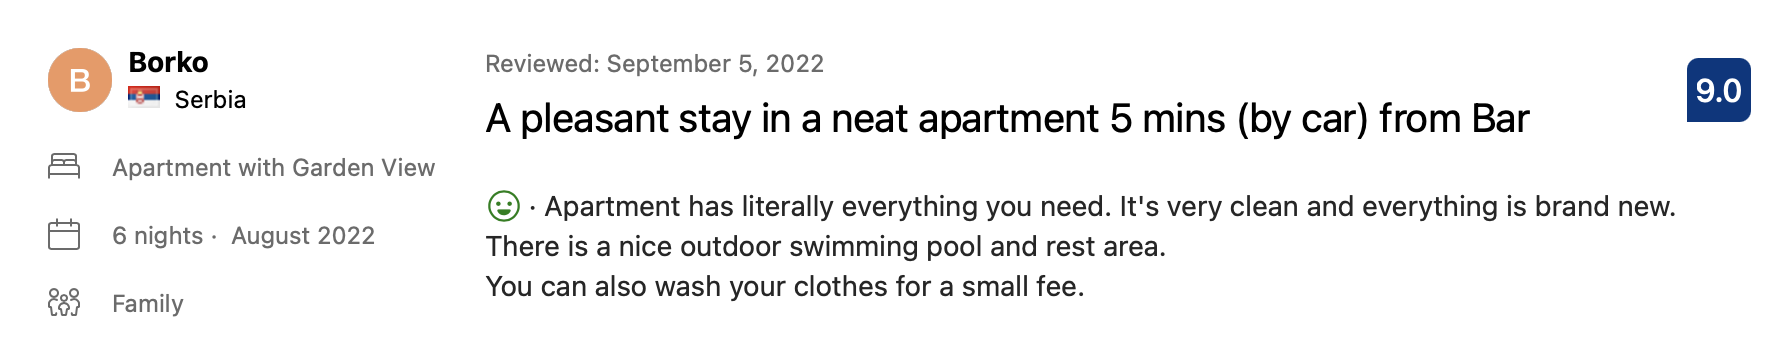 B
Borko
Serbia
Apartment with Garden View
6 nights · August 2022
Family
Reviewed: September 5, 2022
A pleasant stay in a neat apartment 5 mins (by car) from Bar
9.0
· Apartment has literally everything you need. It's very clean and everything is brand new.
There is a nice outdoor swimming pool and rest area.
You can also wash your clothes for a small fee.